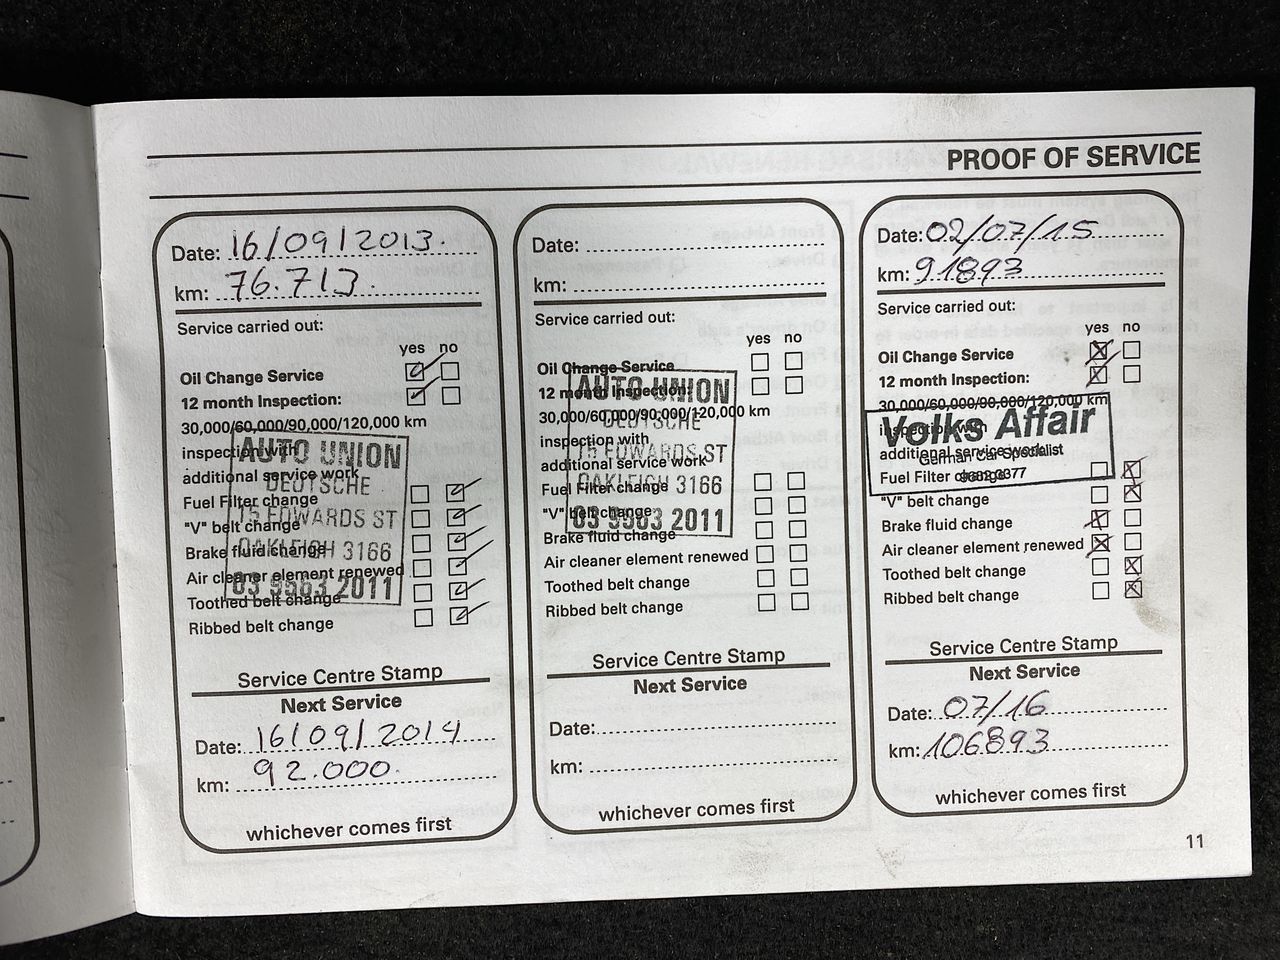 PROOF OF SERVICE
Date: 16/09/2013.
km: 76.713.
Service carried out:
yes no
Oil Change Service
12 month Inspection:
30,000/60,000/90,000/120,000 km
inspection with
additional service work
Fuel Filter change
"V" belt change
Brake fluid change
Air cleaner element renewed
Toothed belt change
Ribbed belt change
AUTO UNION
DEUTSCHE
15 EDWARDS ST
OAKLEIGH 3166
03 9563 2011
Service Centre Stamp
Next Service
Date: 16/09/2014
km: 92.000.
whichever comes first
Date:
km:
Service carried out:
yes no
Oil Change Service
12 month Inspection:
30,000/60,000/90,000/120,000 km
inspection with
additional service work
Fuel Filter change
"V" belt change
Brake fluid change
Air cleaner element renewed
Toothed belt change
Ribbed belt change
AUTO UNION
DEUTSCHE
15 EDWARDS ST
OAKLEIGH 3166
03 9563 2011
Service Centre Stamp
Next Service
Date:
km:
whichever comes first
Date: 02/07/15
km: 91893
Service carried out:
yes no
Oil Change Service
12 month Inspection:
30,000/60,000/90,000/120,000 km
inspection with
additional service work
Fuel Filter change
"V" belt change
Brake fluid change
Air cleaner element renewed
Toothed belt change
Ribbed belt change
Volks Affair
German Car Specialist
Service Centre Stamp
Next Service
Date: 07/16
km: 106893
whichever comes first
11